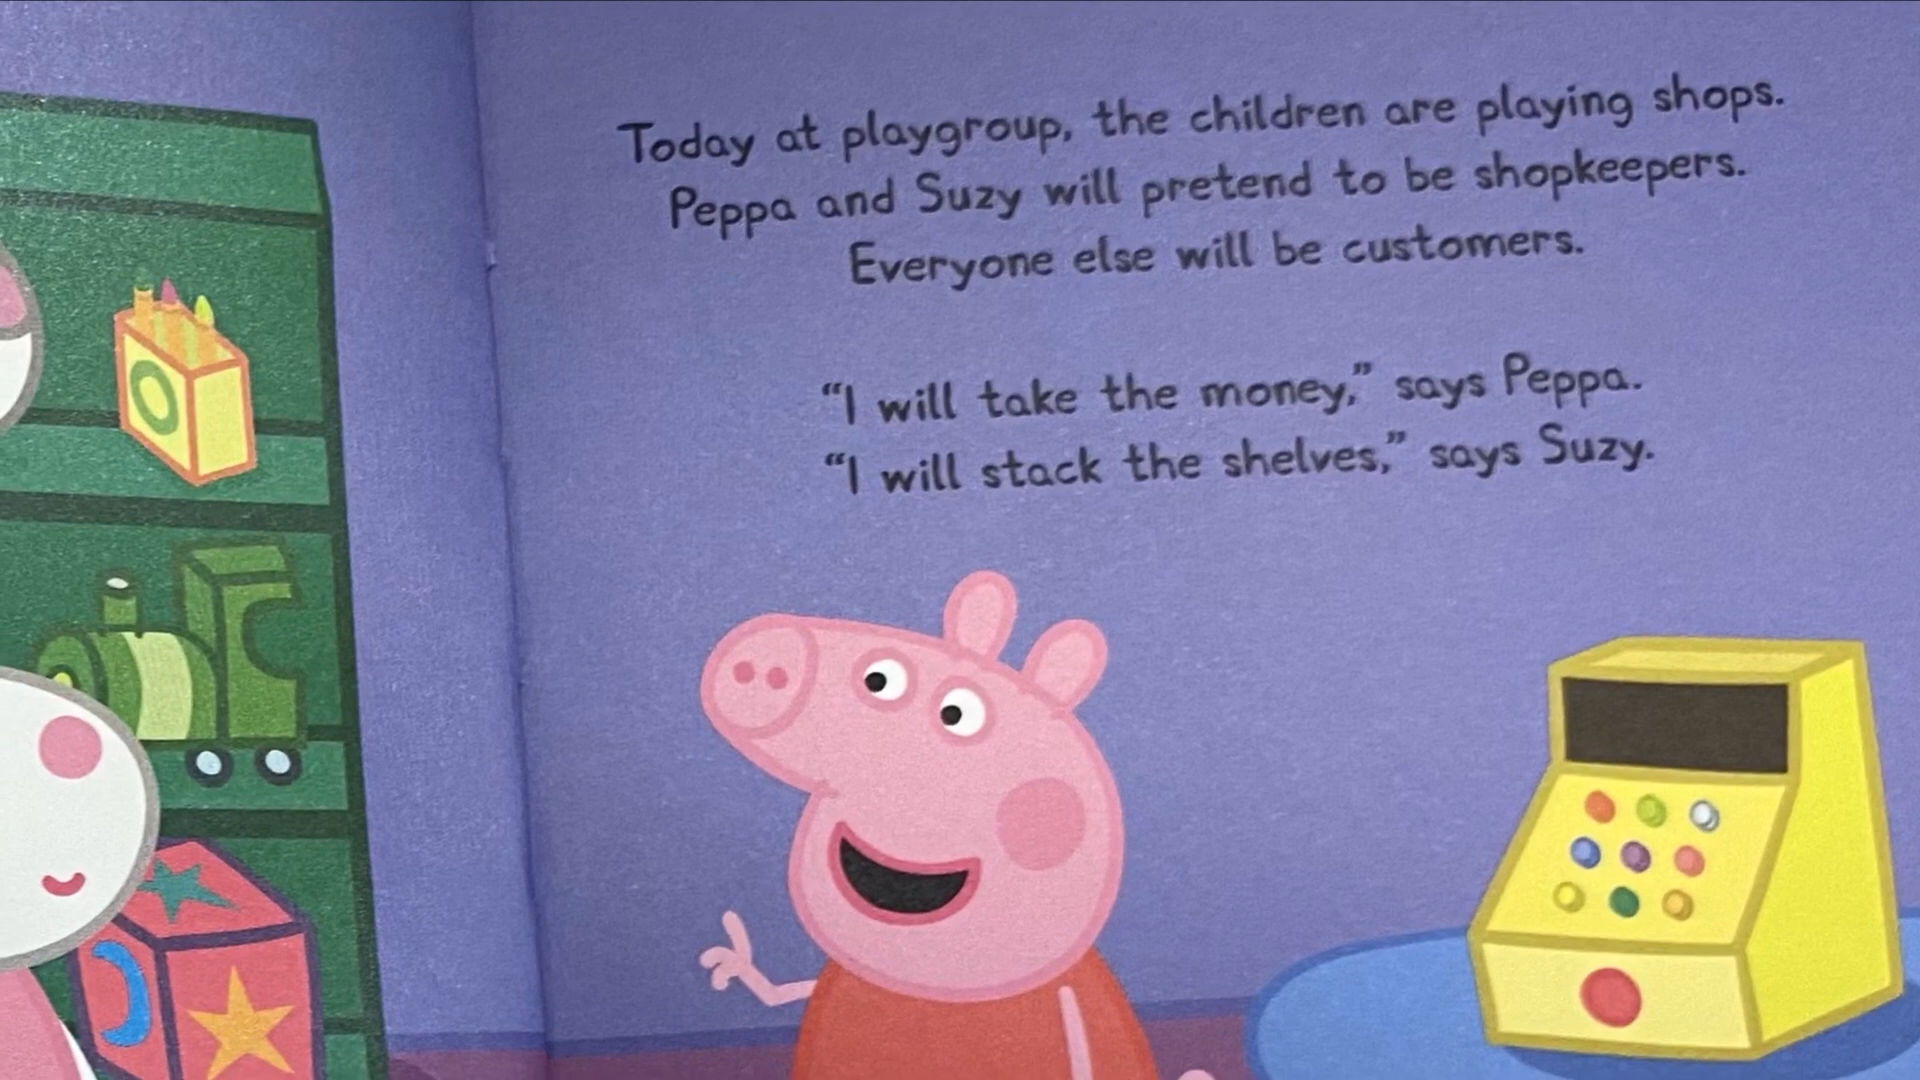 Today at playgroup, the children are playing shops.
Peppa and Suzy will pretend to be shopkeepers.
Everyone else will be customers.
“I will take the money,” says Peppa.
“I will stack the shelves,” says Suzy.